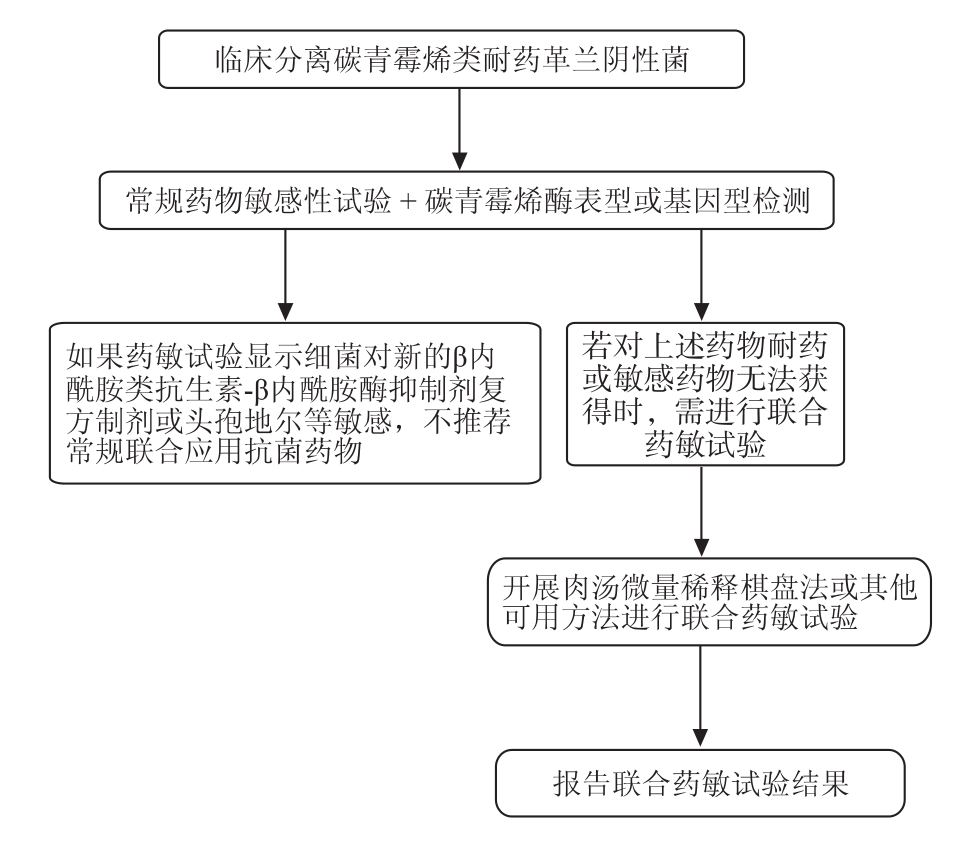 临床分离碳青霉烯类耐药革兰阴性菌
常规药物敏感性试验 + 碳青霉烯酶表型或基因型检测
如果药敏试验显示细菌对新的β内
酰胺类抗生素-β内酰胺酶抑制剂复
方制剂或头孢地尔等敏感，不推荐
常规联合应用抗菌药物
若对上述药物耐药
或敏感药物无法获
得时，需进行联合
药敏试验
开展肉汤微量稀释棋盘法或其他
可用方法进行联合药敏试验
报告联合药敏试验结果